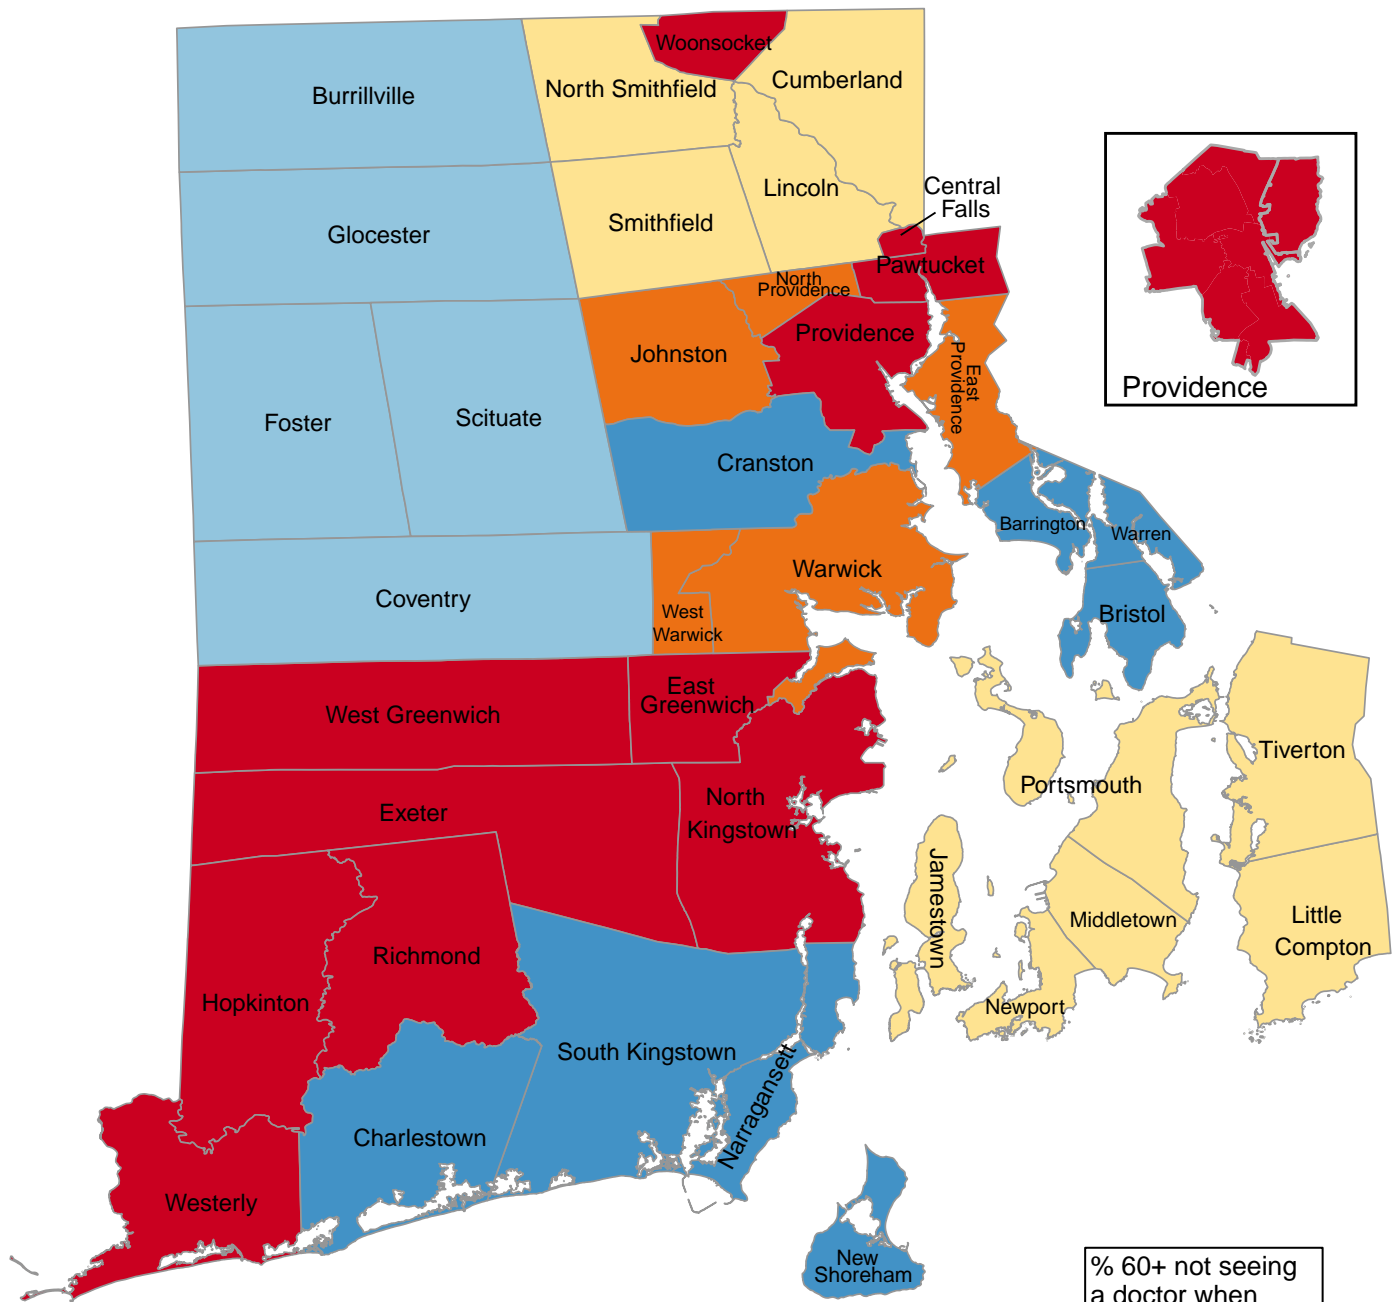 Woonsocket
Burrillville
North Smithfield
Cumberland
Central
Falls
Lincoln
Smithfield
Glocester
Pawtucket
North
Providence
Providence
Johnston
East
Providence
Providence
Foster
Scituate
Cranston
Barrington
Warren
Warwick
Coventry
West
Warwick
Bristol
East
Greenwich
West Greenwich
Tiverton
Portsmouth
North
Kingstown
Exeter
Jamestown
Middletown
Little
Compton
Richmond
Hopkinton
Newport
South Kingstown
Narragansett
Charlestown
Westerly
New
Shoreham
% 60+ not seeing
a doctor when